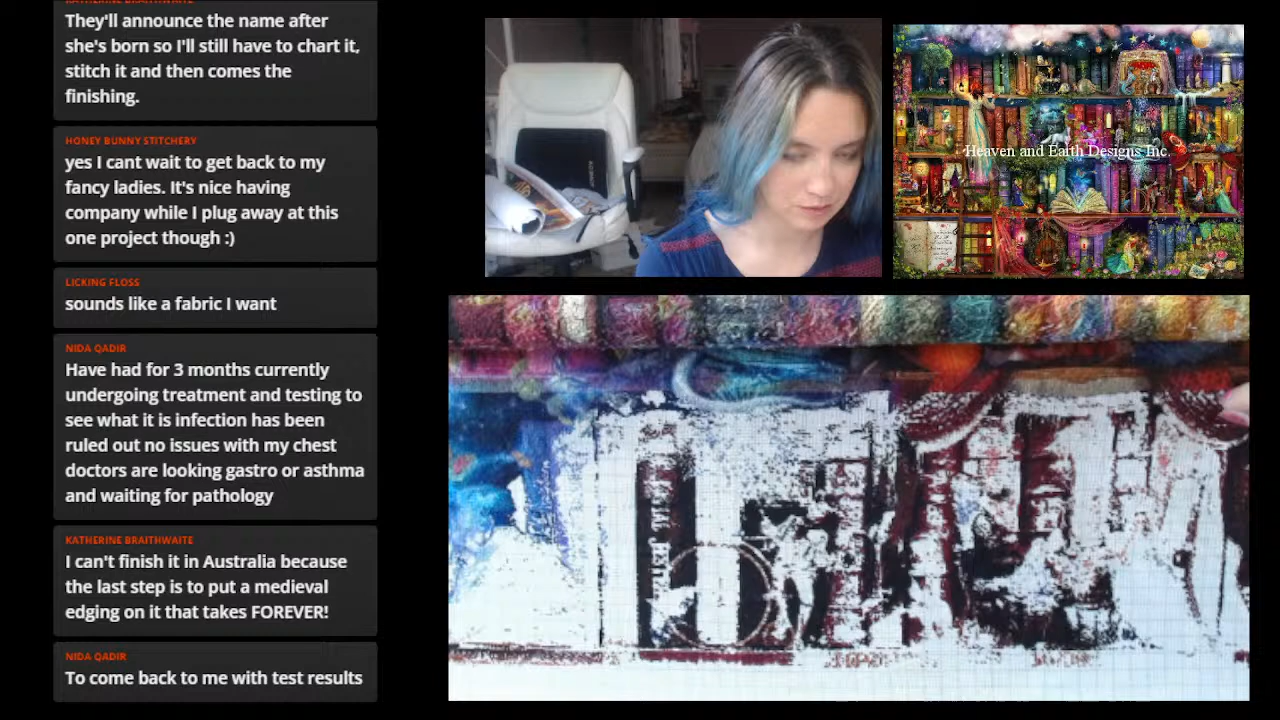 KATHERINE BRAITHWAITE
They'll announce the name after
she's born so I'll still have to chart it,
stitch it and then comes the
finishing.
HONEY BUNNY STITCHERY
yes I cant wait to get back to my
fancy ladies. It's nice having
company while I plug away at this
one project though :)
LICKING FLOSS
sounds like a fabric I want
NIDA QADIR
Have had for 3 months currently
undergoing treatment and testing to
see what it is infection has been
ruled out no issues with my chest
doctors are looking gastro or asthma
and waiting for pathology
KATHERINE BRAITHWAITE
I can't finish it in Australia because
the last step is to put a medieval
edging on it that takes FOREVER!
NIDA QADIR
To come back to me with test results
Heaven and Earth Designs Inc.